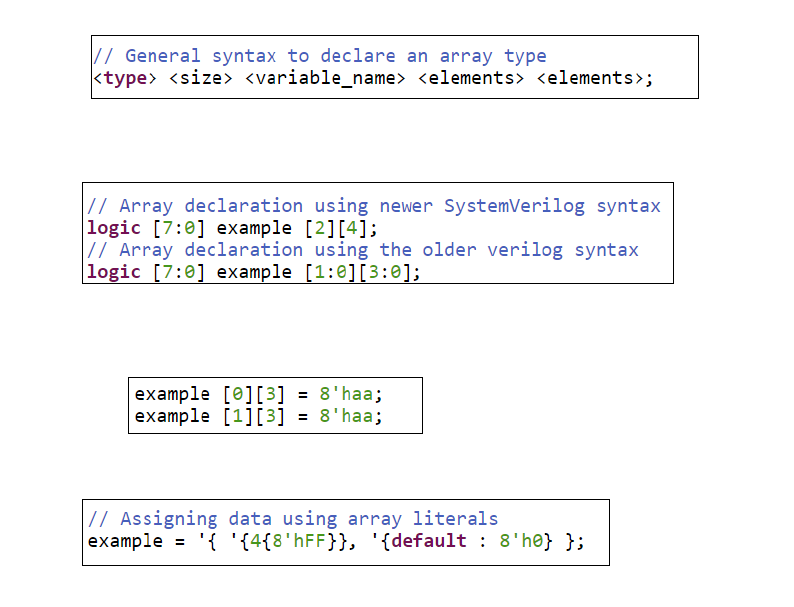 // General syntax to declare an array type
<type> <size> <variable_name> <elements> <elements>;
// Array declaration using newer SystemVerilog syntax
logic [7:0] example [2][4];
// Array declaration using the older verilog syntax
logic [7:0] example [1:0][3:0];
example [0][3] = 8'haa;
example [1][3] = 8'haa;
// Assigning data using array literals
example = '{ '{4{8'hFF}}, '{default : 8'h0} };